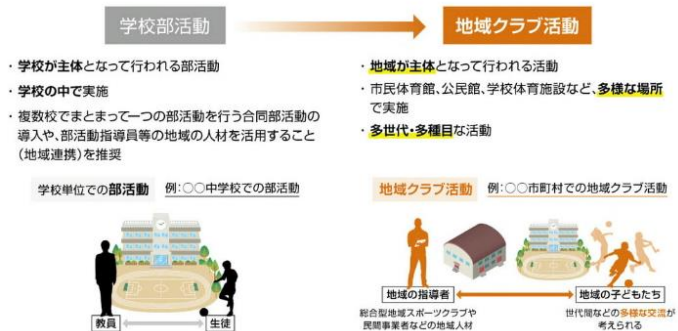 学校部活動
地域クラブ活動
・学校が主体となって行われる部活動
・学校の中で実施
・複数校でまとまって一つの部活動を行う合同部活動の
導入や、部活動指導員等の地域の人材を活用すること
（地域連携）を推奨
・地域が主体となって行われる活動
・市民体育館、公民館、学校体育施設など、多様な場所
で実施
・多世代・多種目な活動
学校単位での部活動 例：○○中学校での部活動
教員
生徒
地域クラブ活動 例：○○市町村での地域クラブ活動
地域の指導者
地域の子どもたち
総合型地域スポーツクラブや
民間事業者などの地域人材
世代間などの多様な交流が
考えられる